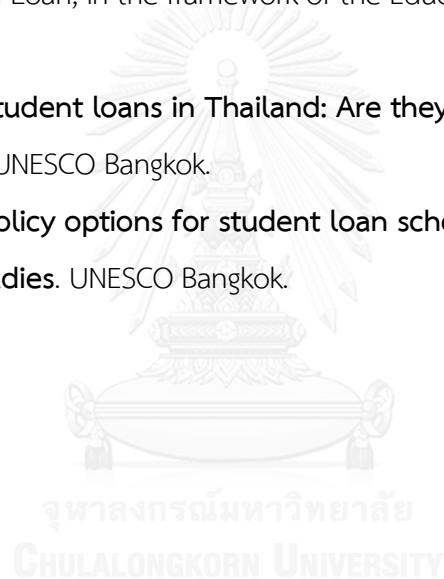 Loan, in the framework of the Educ
tudent loans in Thailand: Are they
UNESCO Bangkok.
olicy options for student loan sch
dies. UNESCO Bangkok.
จุฬาลงกรณ์มหาวิทยาลัย
CHULALONGKORN UNIVERSITY